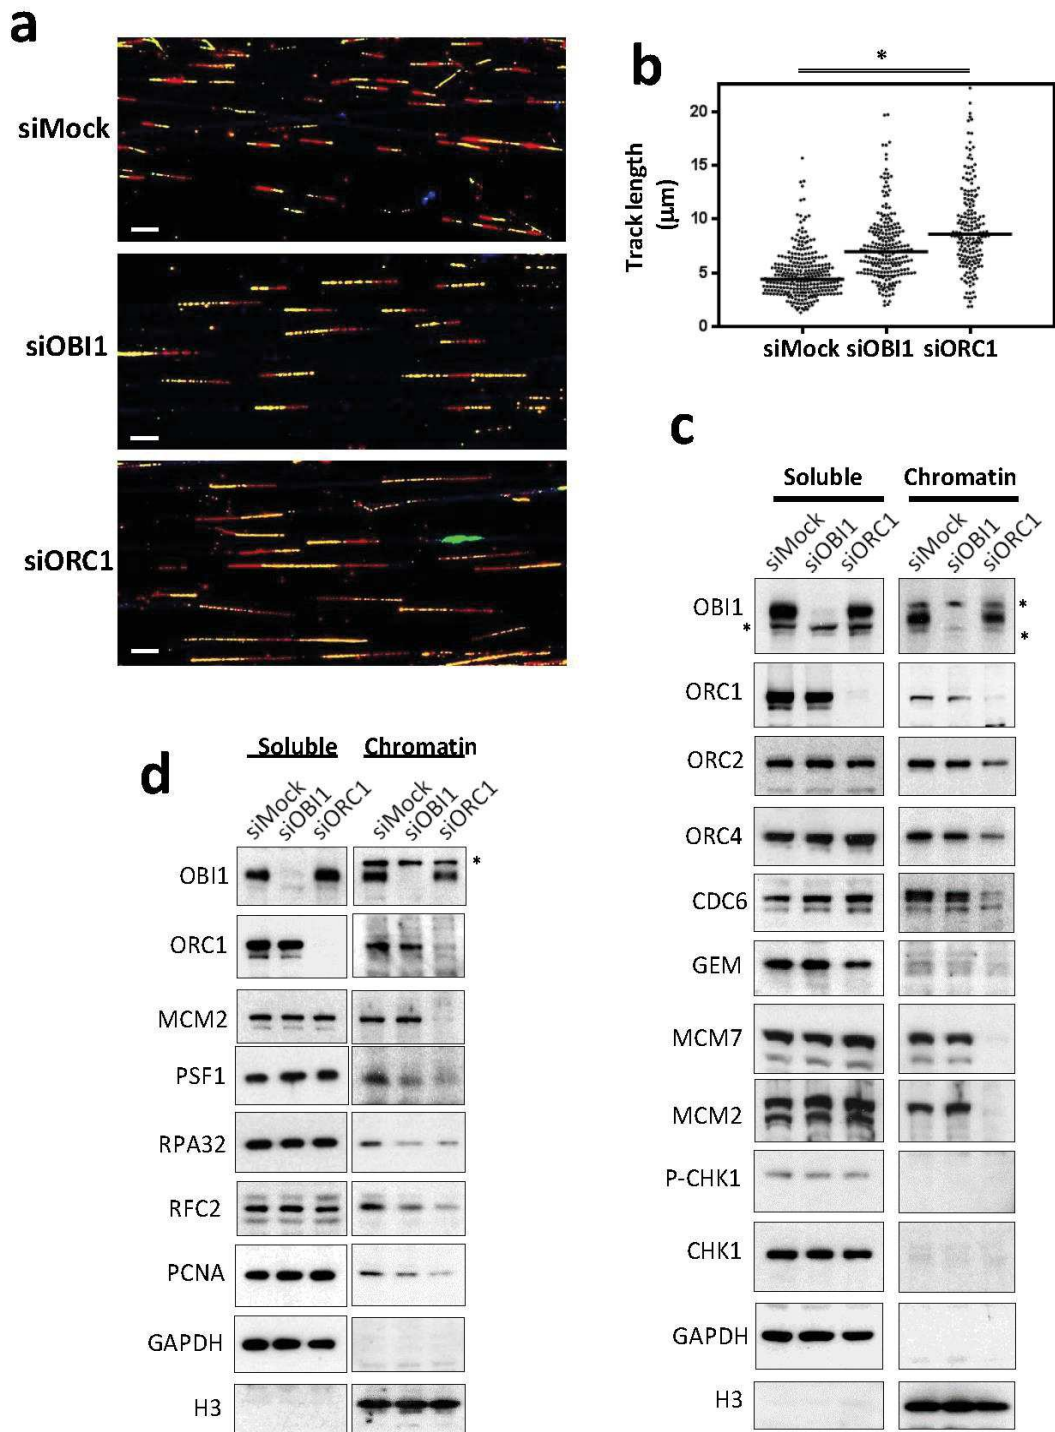 a
siMock
siOBI1
siORC1
b
*
Track length
(µm)
20
15
10
5
0
siMock siOBI1 siORC1
c
Soluble Chromatin
siMock siOBI1 siORC1 siMock siOBI1 siORC1
OBI1
*
*
*
ORC1
ORC2
ORC4
CDC6
GEM
MCM7
MCM2
P-CHK1
CHK1
GAPDH
H3
d
Soluble Chromatin
siMock siOBI1 siORC1 siMock siOBI1 siORC1
OBI1
*
ORC1
MCM2
PSF1
RPA32
RFC2
PCNA
GAPDH
H3